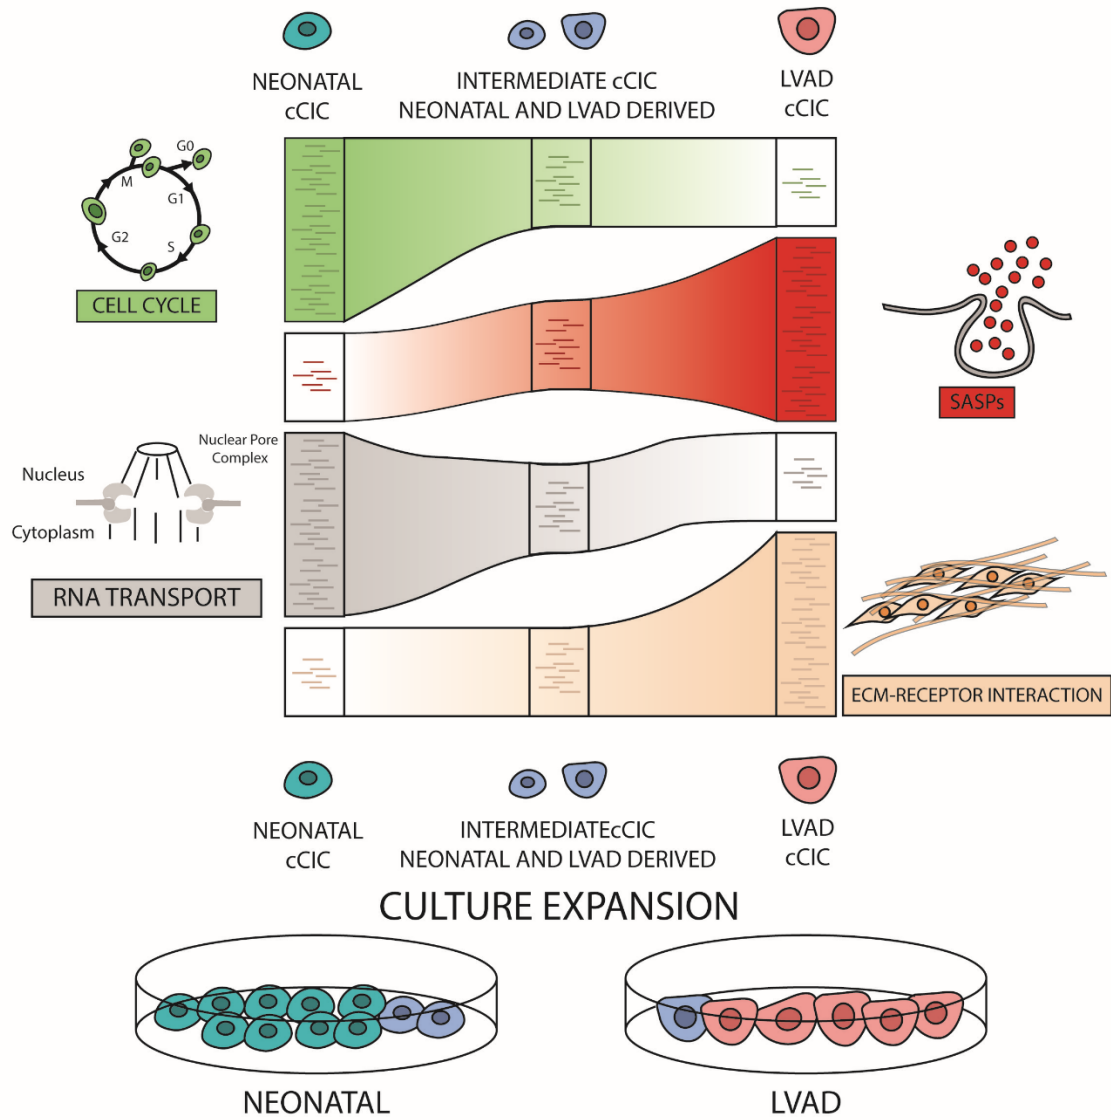 NEONATAL
cCIC
INTERMEDIATE cCIC
NEONATAL AND LVAD DERIVED
LVAD
cCIC
G0
M
G1
G2
S
CELL CYCLE
SASPs
Nuclear Pore
Complex
Nucleus
Cytoplasm
RNA TRANSPORT
ECM-RECEPTOR INTERACTION
NEONATAL
cCIC
INTERMEDIATEcCIC
NEONATAL AND LVAD DERIVED
LVAD
cCIC
CULTURE EXPANSION
NEONATAL
LVAD